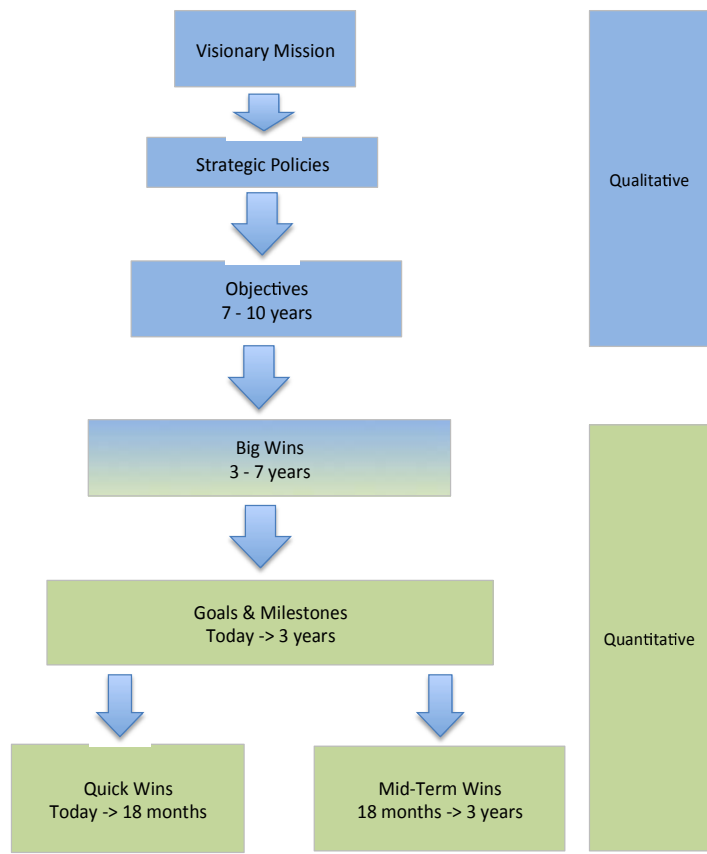 Visionary Mission
Strategic Policies
Qualitative
Objectives
7 - 10 years
Big Wins
3 - 7 years
Goals & Milestones
Today -> 3 years
Quantitative
Quick Wins
Today -> 18 months
Mid-Term Wins
18 months -> 3 years